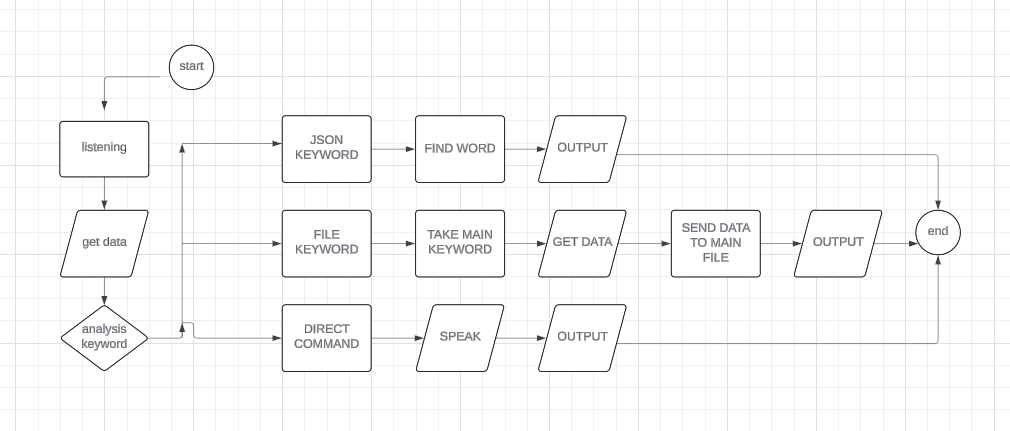 start
listening
get data
analysis
keyword
JSON
KEYWORD
FIND WORD
OUTPUT
FILE
KEYWORD
TAKE MAIN
KEYWORD
GET DATA
SEND DATA
TO MAIN
FILE
OUTPUT
end
DIRECT
COMMAND
SPEAK
OUTPUT